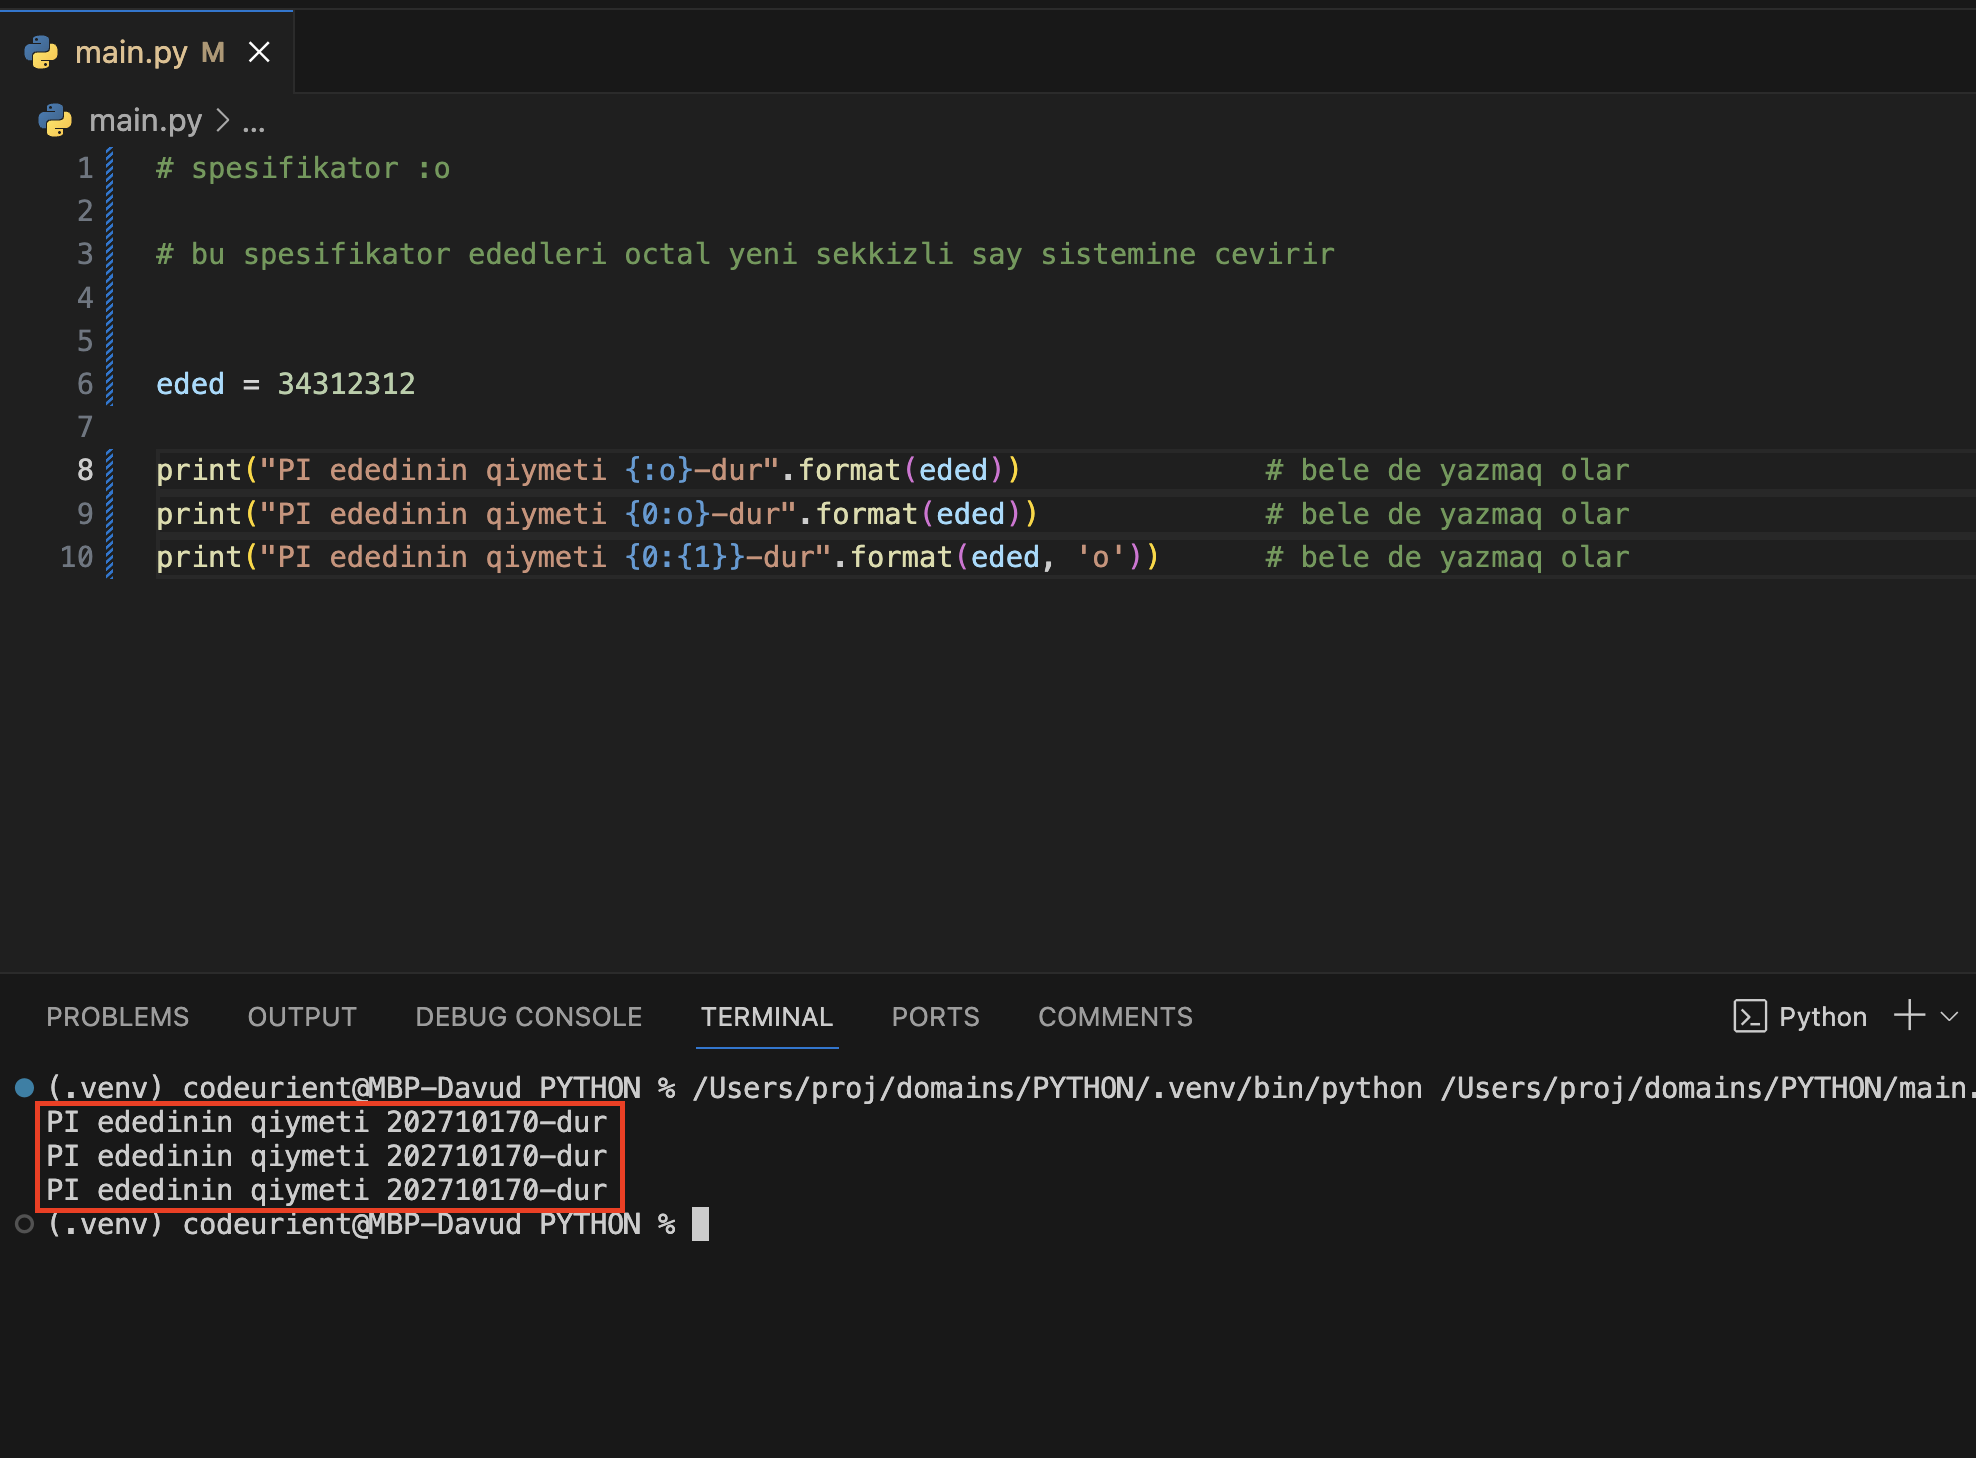 main.py M
main.py > ...
1 # spesifikator :o
2
3 # bu spesifikator ededleri octal yeni sekkizli say sistemine cevirir
4
5
6 eded = 34312312
7
8 print("PI ededinin qiymeti {:o}-dur".format(eded)) # bele de yazmaq olar
9 print("PI ededinin qiymeti {0:o}-dur".format(eded)) # bele de yazmaq olar
10 print("PI ededinin qiymeti {0:{1}}-dur".format(eded, 'o')) # bele de yazmaq olar
PROBLEMS OUTPUT DEBUG CONSOLE TERMINAL PORTS COMMENTS Python
(.venv) codeurient@MBP-Davud PYTHON % /Users/proj/domains/PYTHON/.venv/bin/python /Users/proj/domains/PYTHON/main.
PI ededinin qiymeti 202710170-dur
PI ededinin qiymeti 202710170-dur
PI ededinin qiymeti 202710170-dur
(.venv) codeurient@MBP-Davud PYTHON %